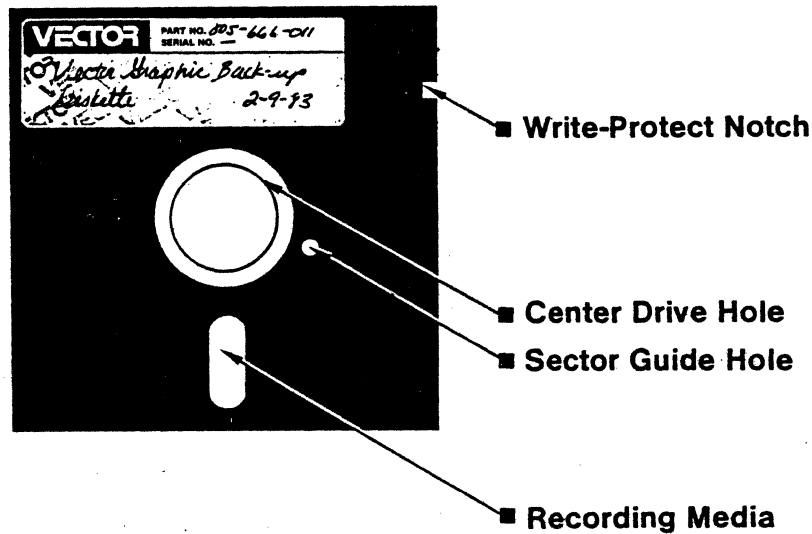 VECTOR
PART NO. 805-666-011
SERIAL NO. —
Vector Graphic Back-up
Diskette 2-9-83
Write-Protect Notch
Center Drive Hole
Sector Guide Hole
Recording Media